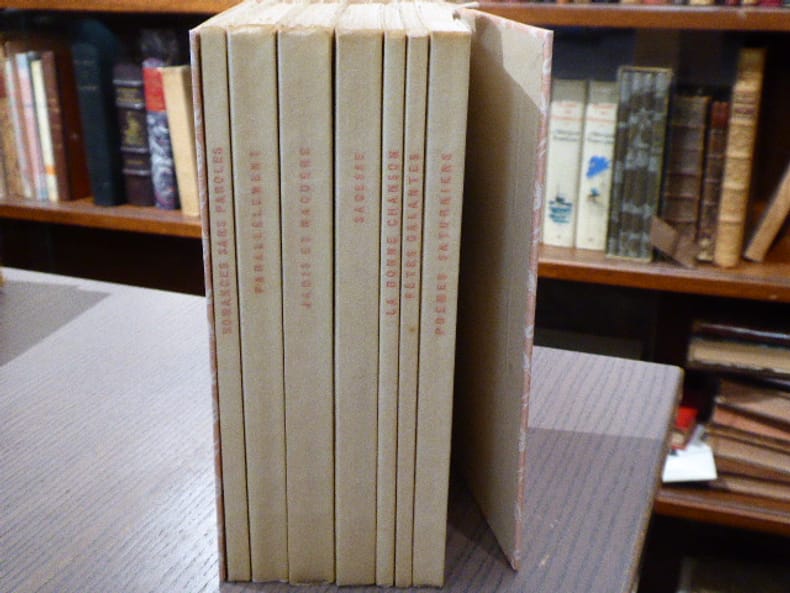 ROMANCES SANS PAROLES
PARALLÈLEMENT
JADIS ET NAGUÈRE
SAGESSE
LA BONNE CHANSON
FÊTES GALANTES
POÈMES SATURNIENS